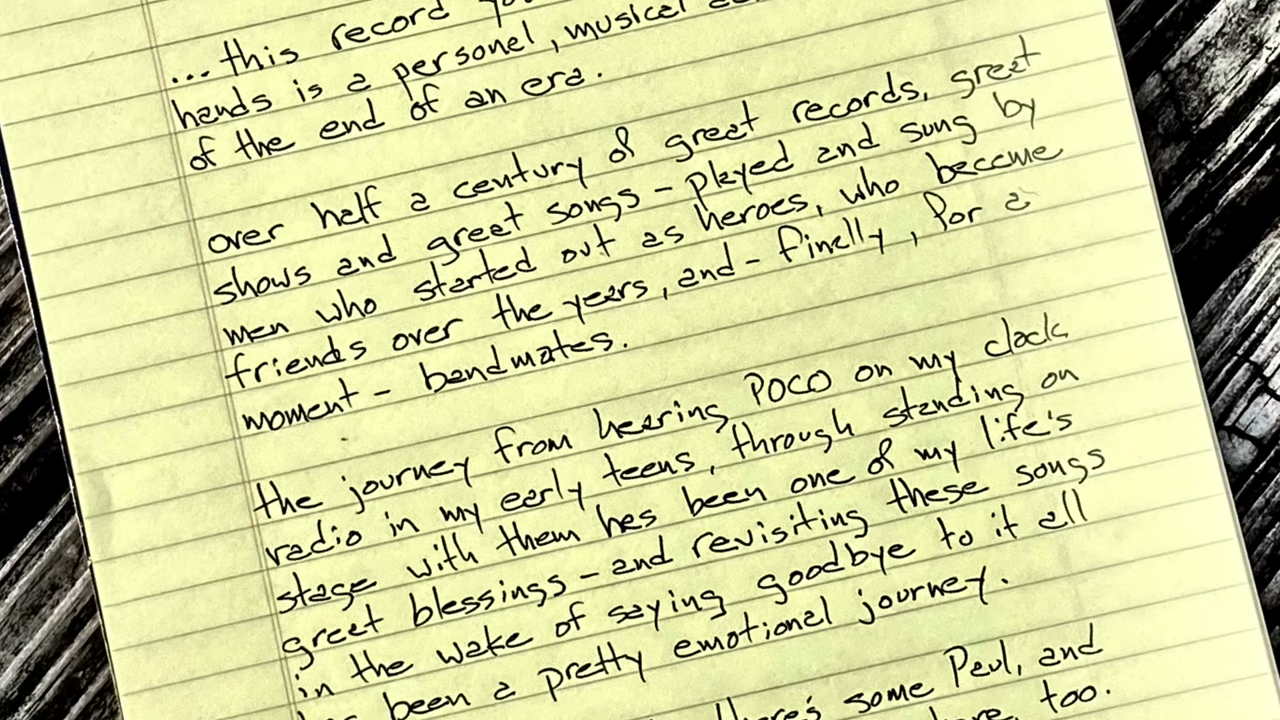 ...this record
hands is a personal, musical
of the end of an era.
over half a century of great records, great
shows and great songs - played and sung by
men who started out as heroes, who became
friends over the years, and - finally, for a
moment - bandmates.
the journey from hearing POCO on my clock
radio in my early teens, through standing on
stage with them has been one of my life's
great blessings - and revisiting these songs
in the wake of saying goodbye to it all
been a pretty emotional journey.
there's some Paul, and
too.